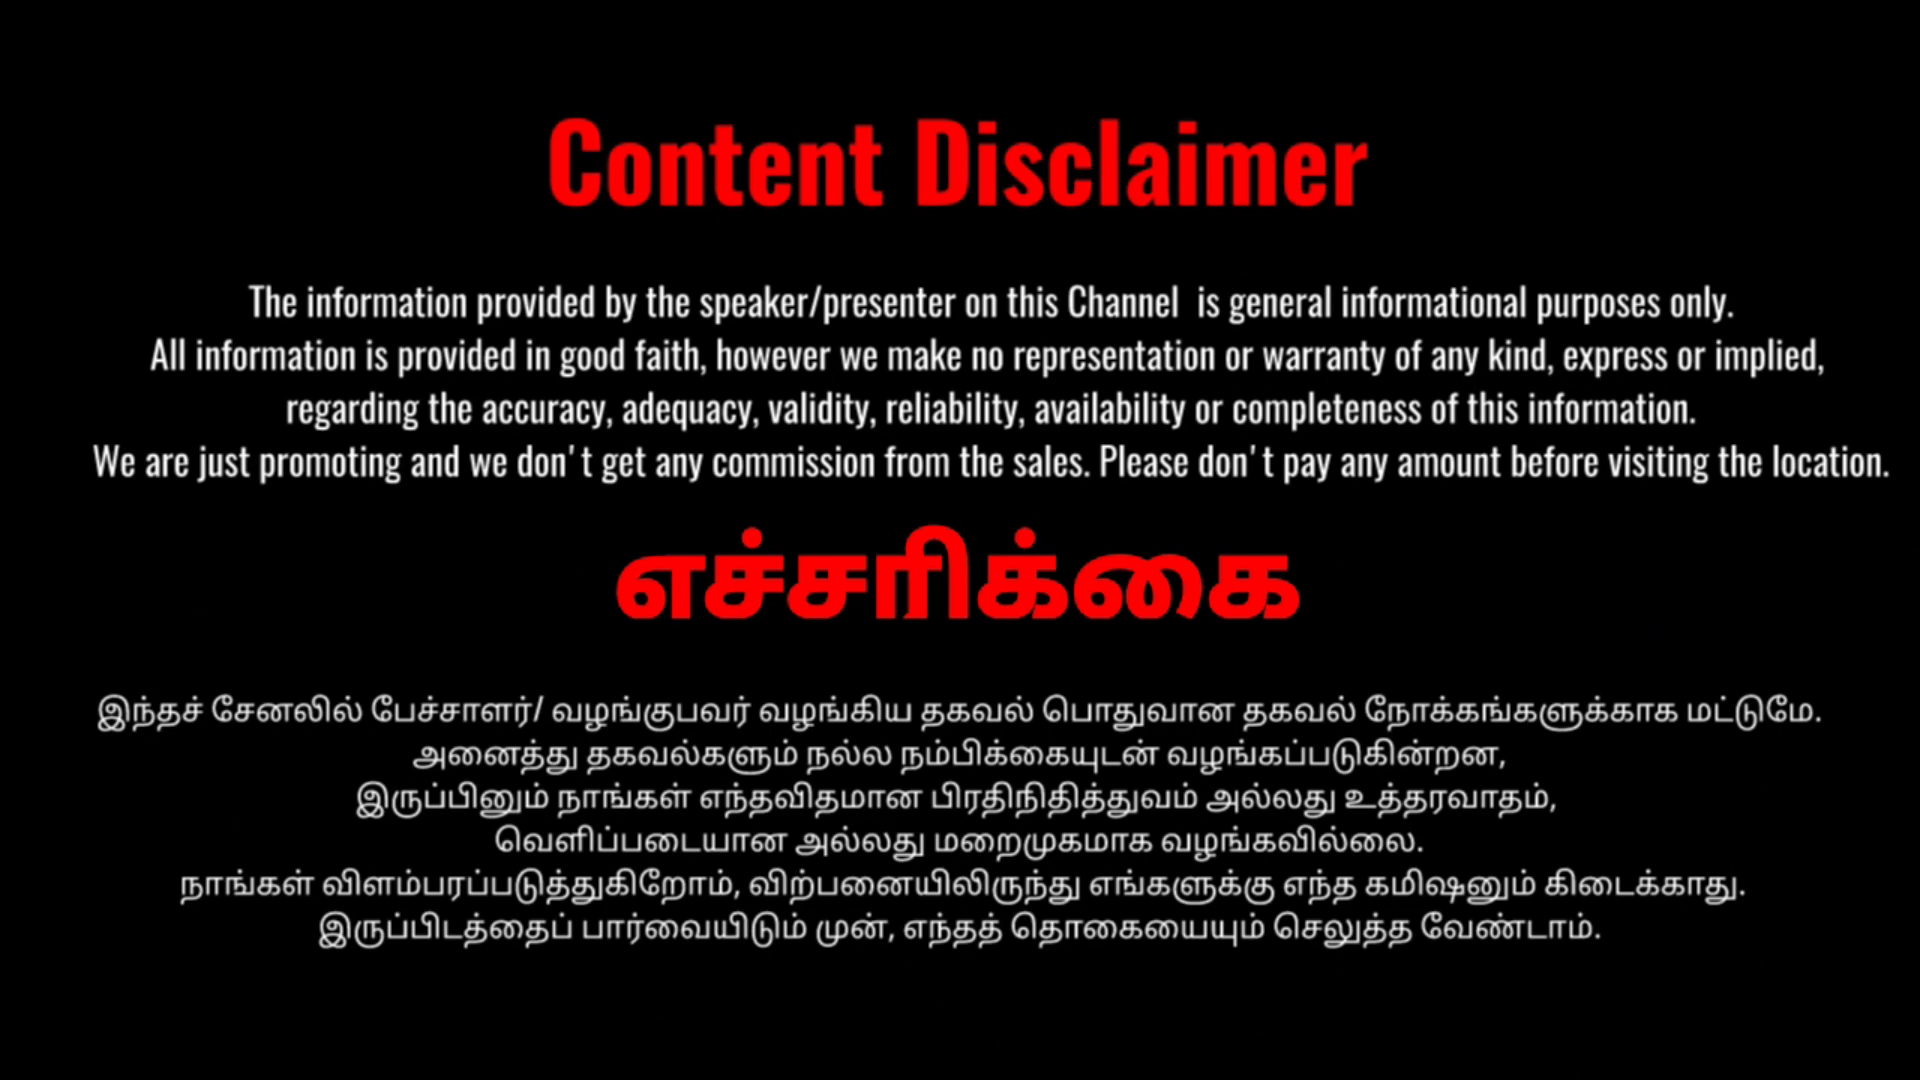 Content Disclaimer
The information provided by the speaker/presenter on this Channel is general informational purposes only.
All information is provided in good faith, however we make no representation or warranty of any kind, express or implied,
regarding the accuracy, adequacy, validity, reliability, availability or completeness of this information.
We are just promoting and we don't get any commission from the sales. Please don't pay any amount before visiting the location.
எச்சரிக்கை
இந்தச் சேனலில் பேச்சாளர்/ வழங்குபவர் வழங்கிய தகவல் பொதுவான தகவல் நோக்கங்களுக்காக மட்டுமே.
அனைத்து தகவல்களும் நல்ல நம்பிக்கையுடன் வழங்கப்படுகின்றன,
இருப்பினும் நாங்கள் எந்தவிதமான பிரதிநிதித்துவம் அல்லது உத்தரவாதம்,
வெளிப்படையான அல்லது மறைமுகமாக வழங்கவில்லை.
நாங்கள் விளம்பரப்படுத்துகிறோம், விற்பனையிலிருந்து எங்களுக்கு எந்த கமிஷனும் கிடைக்காது.
இருப்பிடத்தைப் பார்வையிடும் முன், எந்தத் தொகையையும் செலுத்த வேண்டாம்.